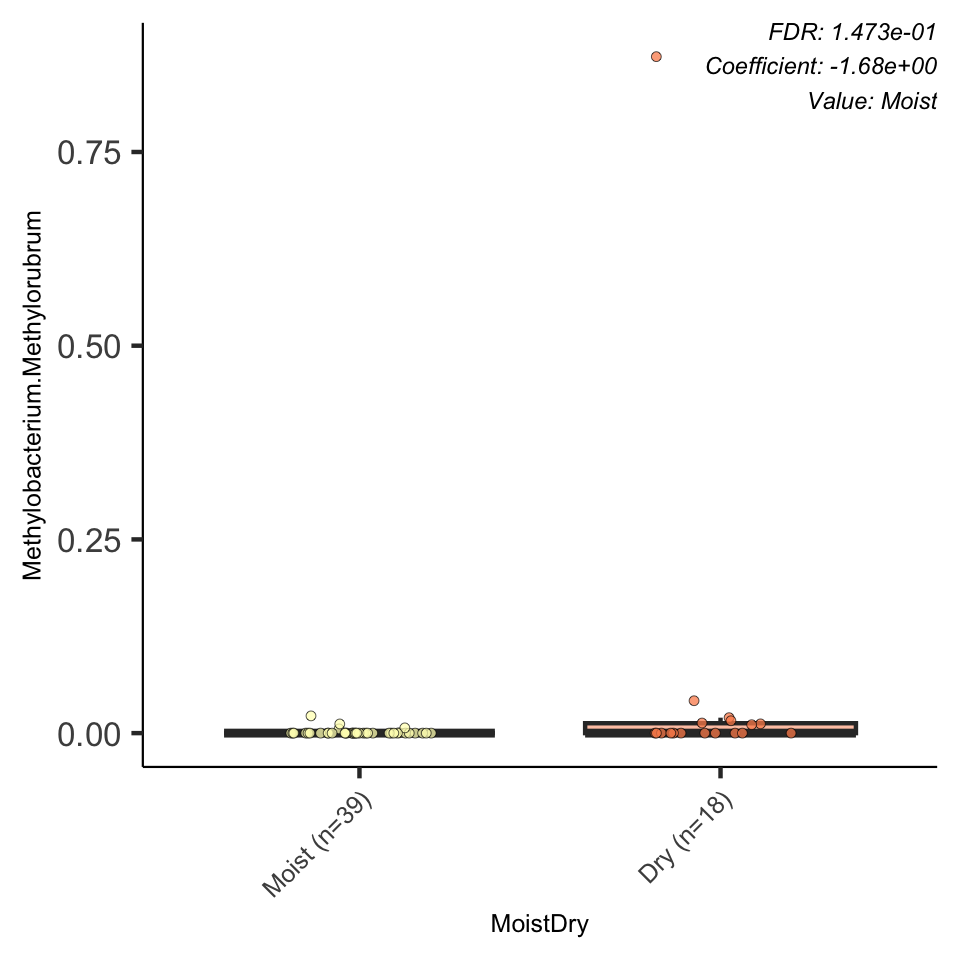 FDR: 1.473e-01
Coefficient: -1.68e+00
Value: Moist
Methylobacterium.Methylorubrum
0.75
0.50
0.25
0.00
Moist (n=39)
Dry (n=18)
MoistDry